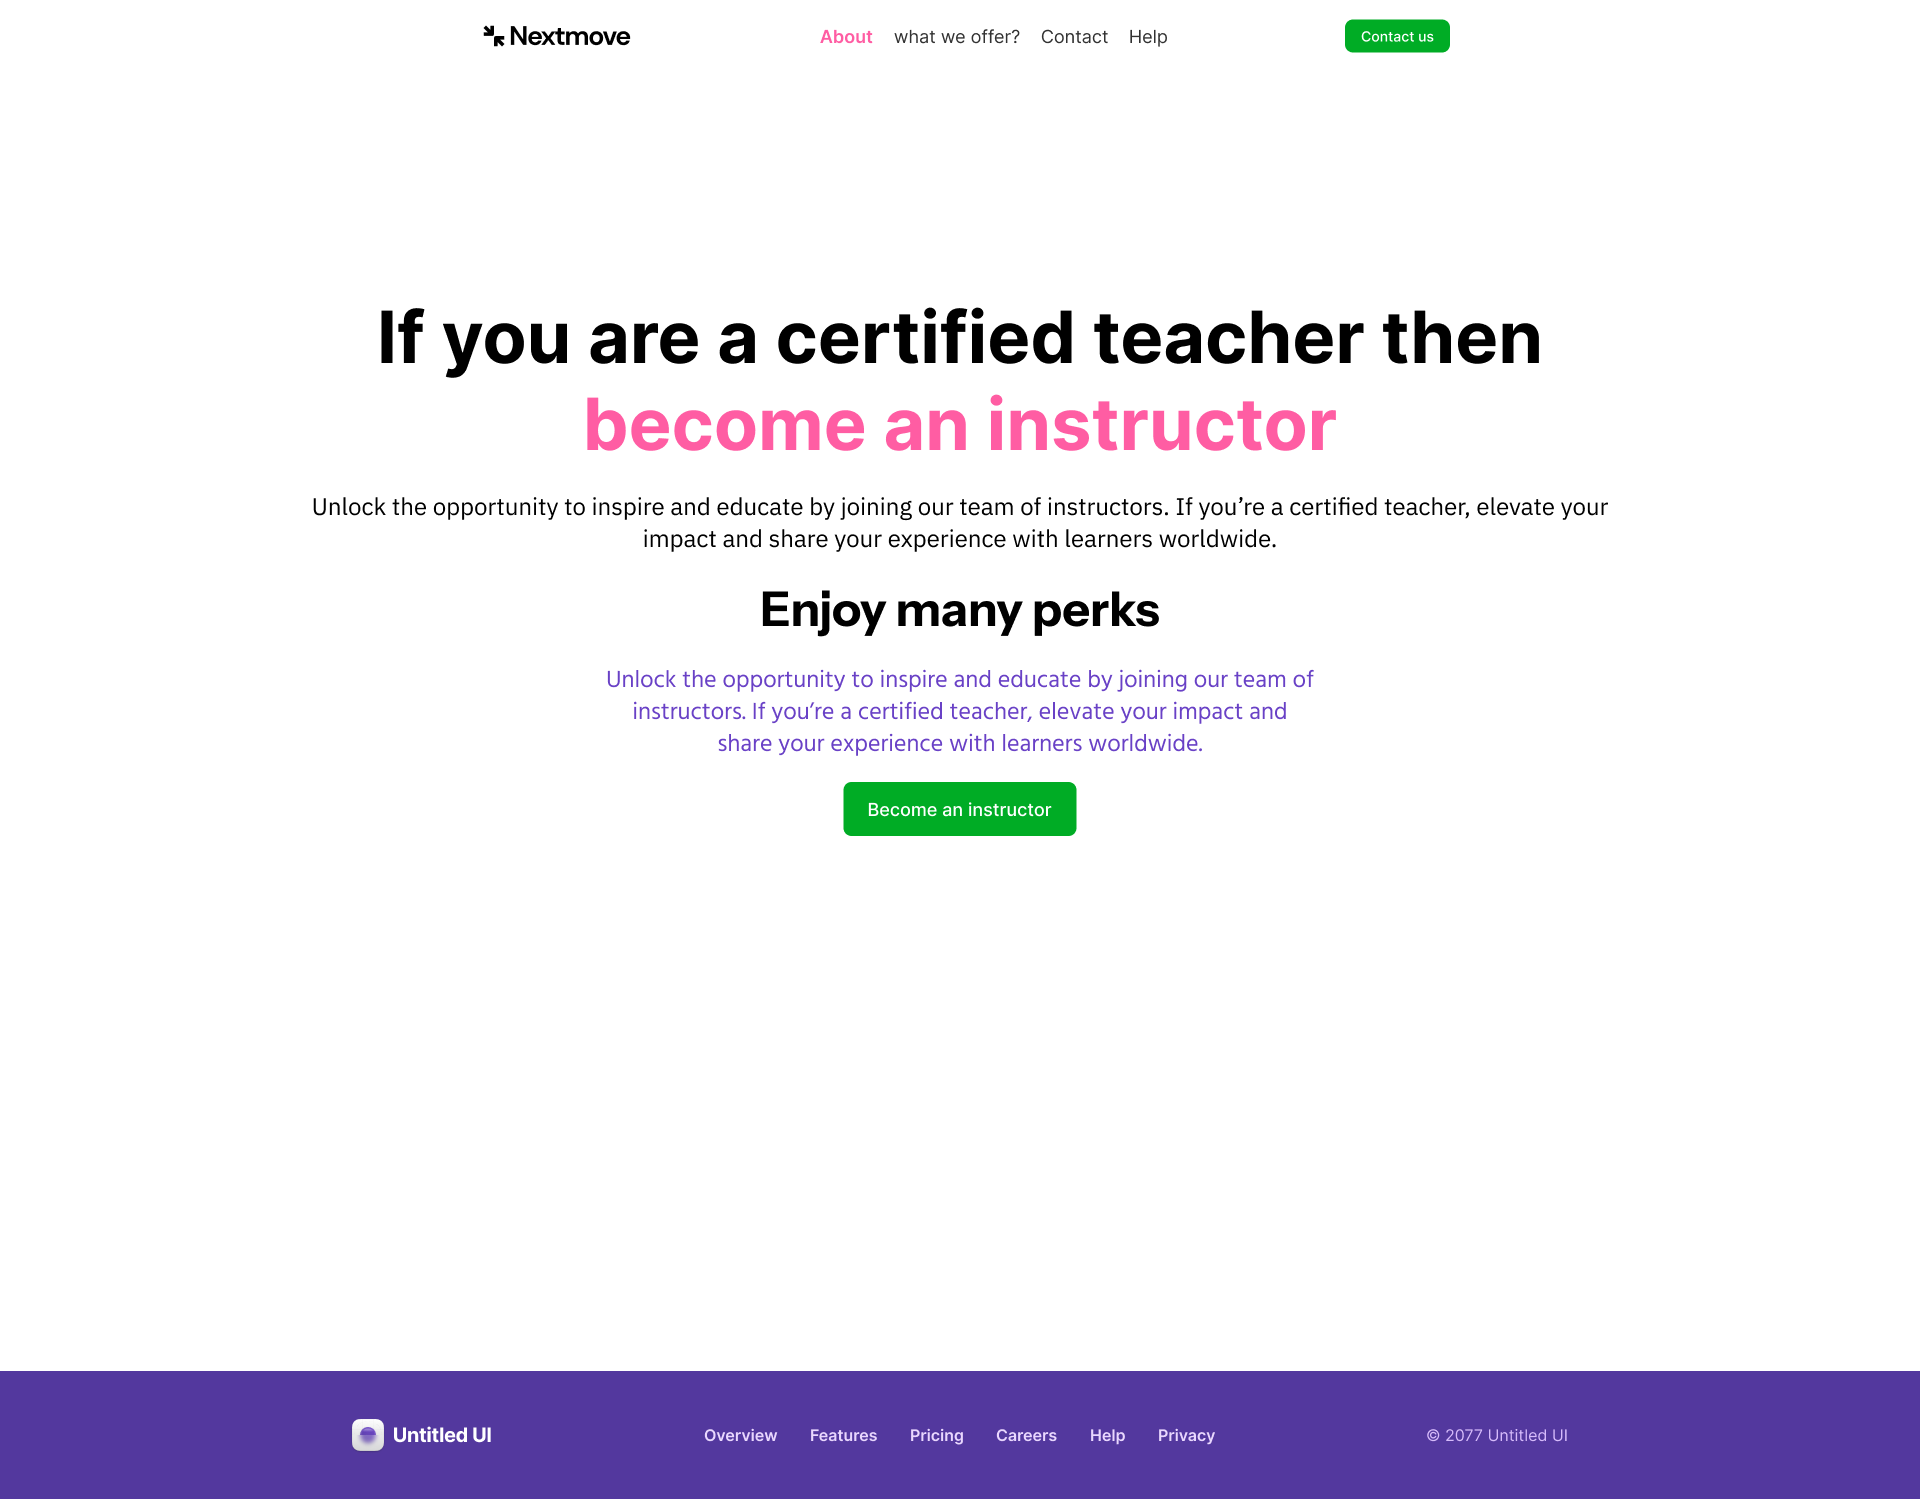 Nextmove
About what we offer? Contact Help
Contact us
If you are a certified teacher then
become an instructor
Unlock the opportunity to inspire and educate by joining our team of instructors. If you’re a certified teacher, elevate your
impact and share your experience with learners worldwide.
Enjoy many perks
Unlock the opportunity to inspire and educate by joining our team of
instructors. If you’re a certified teacher, elevate your impact and
share your experience with learners worldwide.
Become an instructor
Untitled UI
Overview Features Pricing Careers Help Privacy
© 2077 Untitled UI